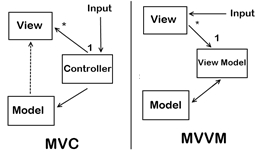 Input
View
*
1
Controller
Model
MVC
View
Input
*
1
View Model
Model
MVVM